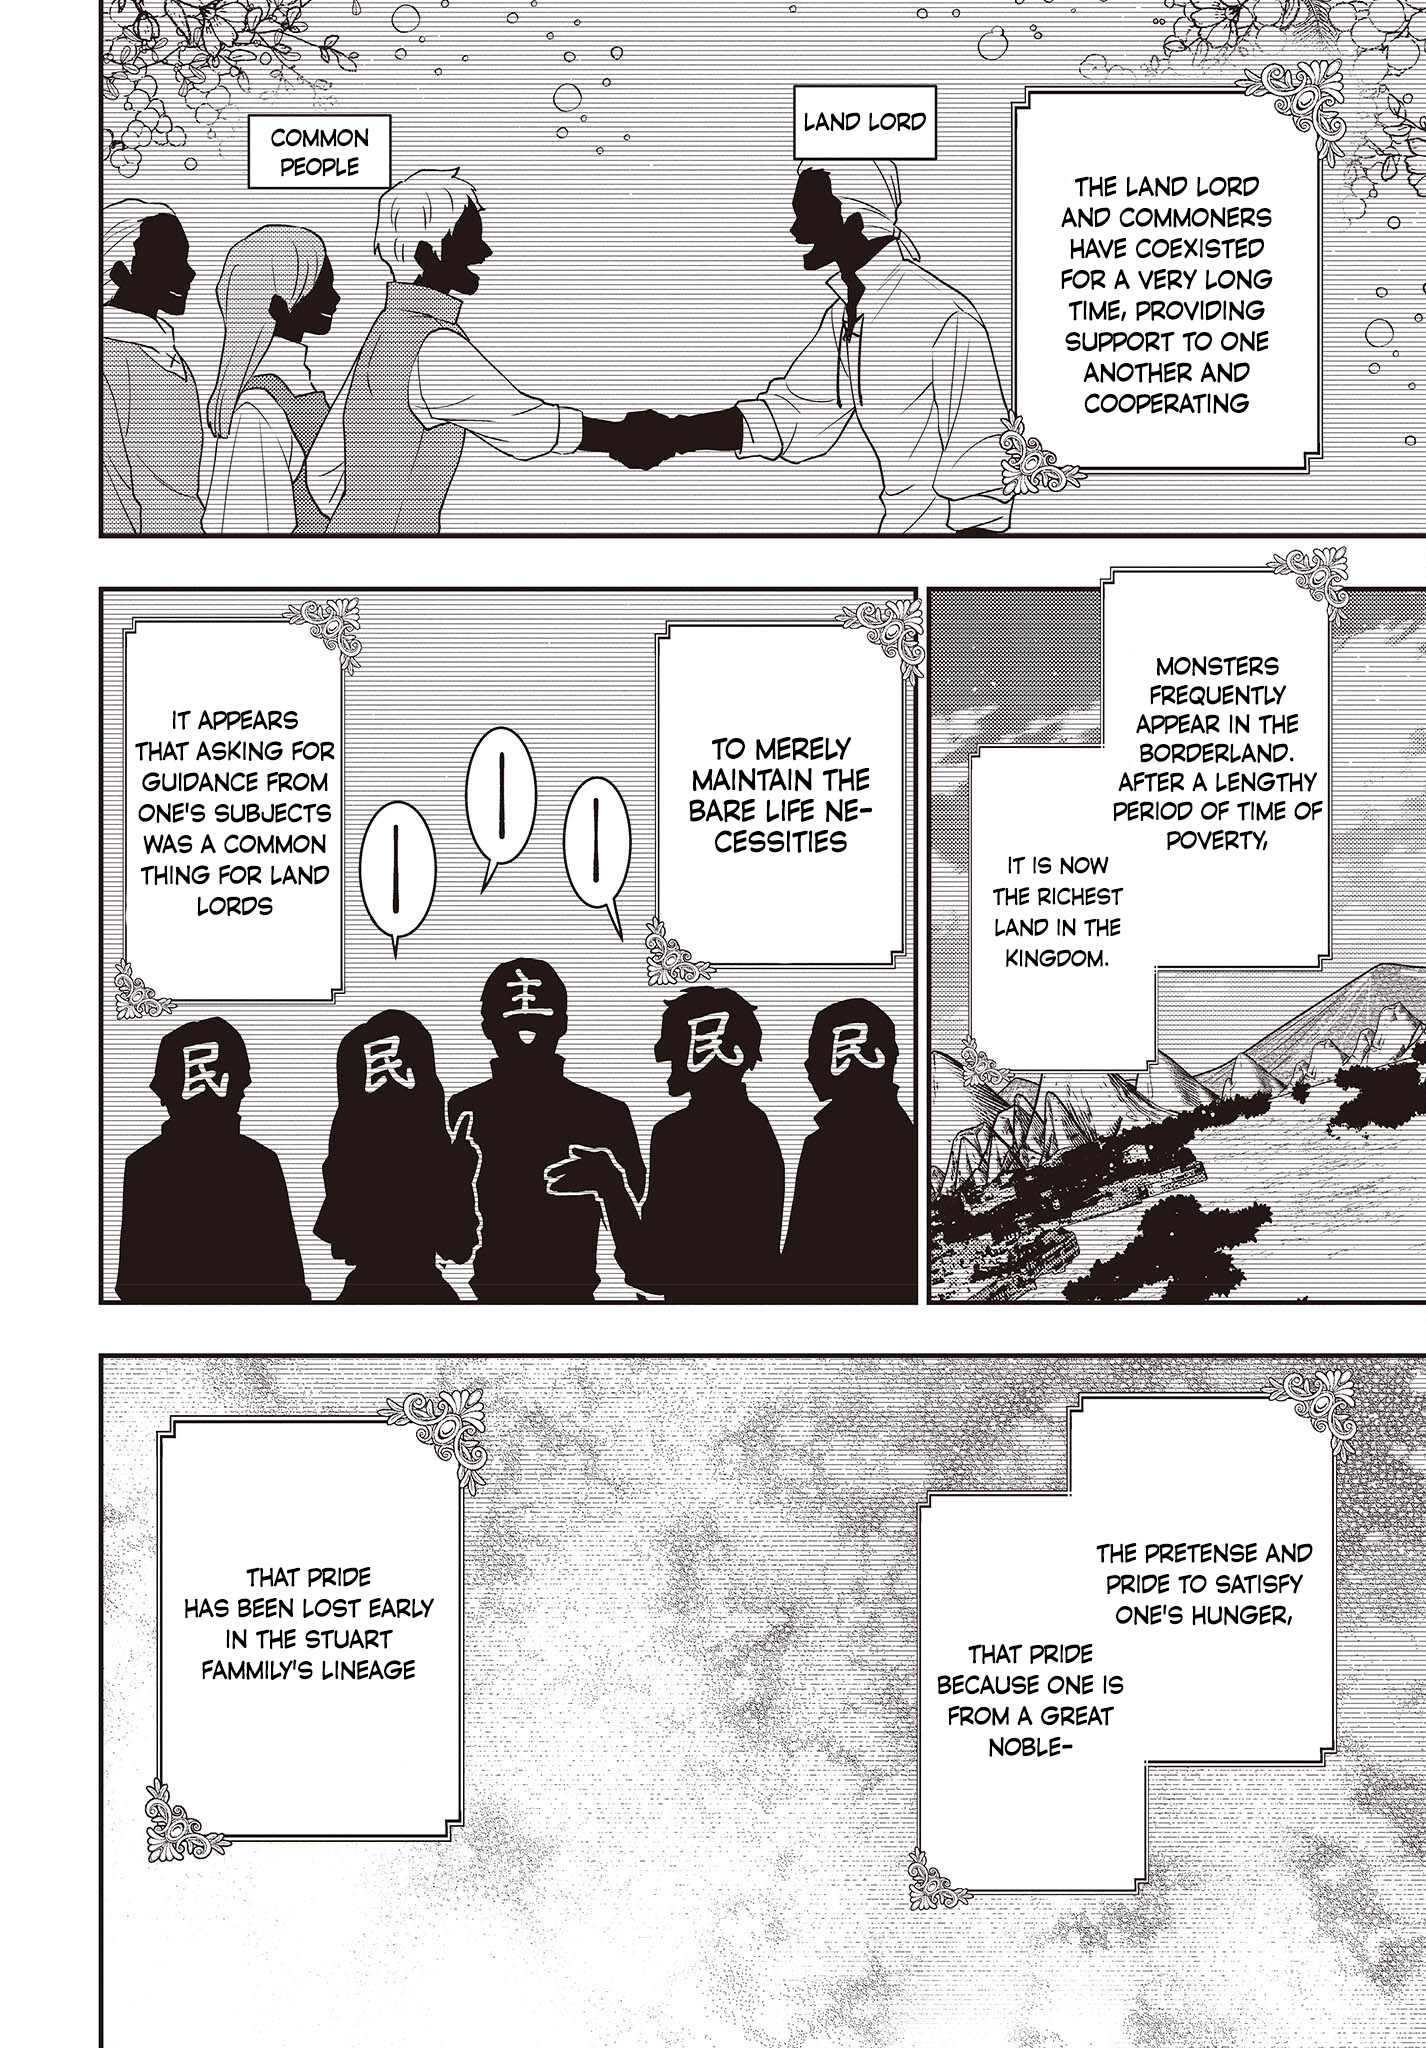 THE LAND LORD
AND COMMONERS
HAVE COEXISTED
FOR A VERY LONG
TIME, PROVIDING
SUPPORT TO ONE
ANOTHER AND
COOPERATING
LAND LORD
COMMON
PEOPLE
MONSTERS
FREQUENTLY
APPEAR IN THE
BORDERLAND.
AFTER A LENGTHY
PERIOD OF TIME OF
POVERTY,
IT IS NOW
THE RICHEST
LAND IN THE
KINGDOM.
TO MERELY
MAINTAIN THE
BARE LIFE NE-
CESSITIES
IT APPEARS
THAT ASKING FOR
GUIDANCE FROM
ONE'S SUBJECTS
WAS A COMMON
THING FOR LAND
LORDS
民
民
主
民
民
THE PRETENSE AND
PRIDE TO SATISFY
ONE'S HUNGER,
THAT PRIDE
BECAUSE ONE IS
FROM A GREAT
NOBLE-
THAT PRIDE
HAS BEEN LOST EARLY
IN THE STUART
FAMMILY'S LINEAGE